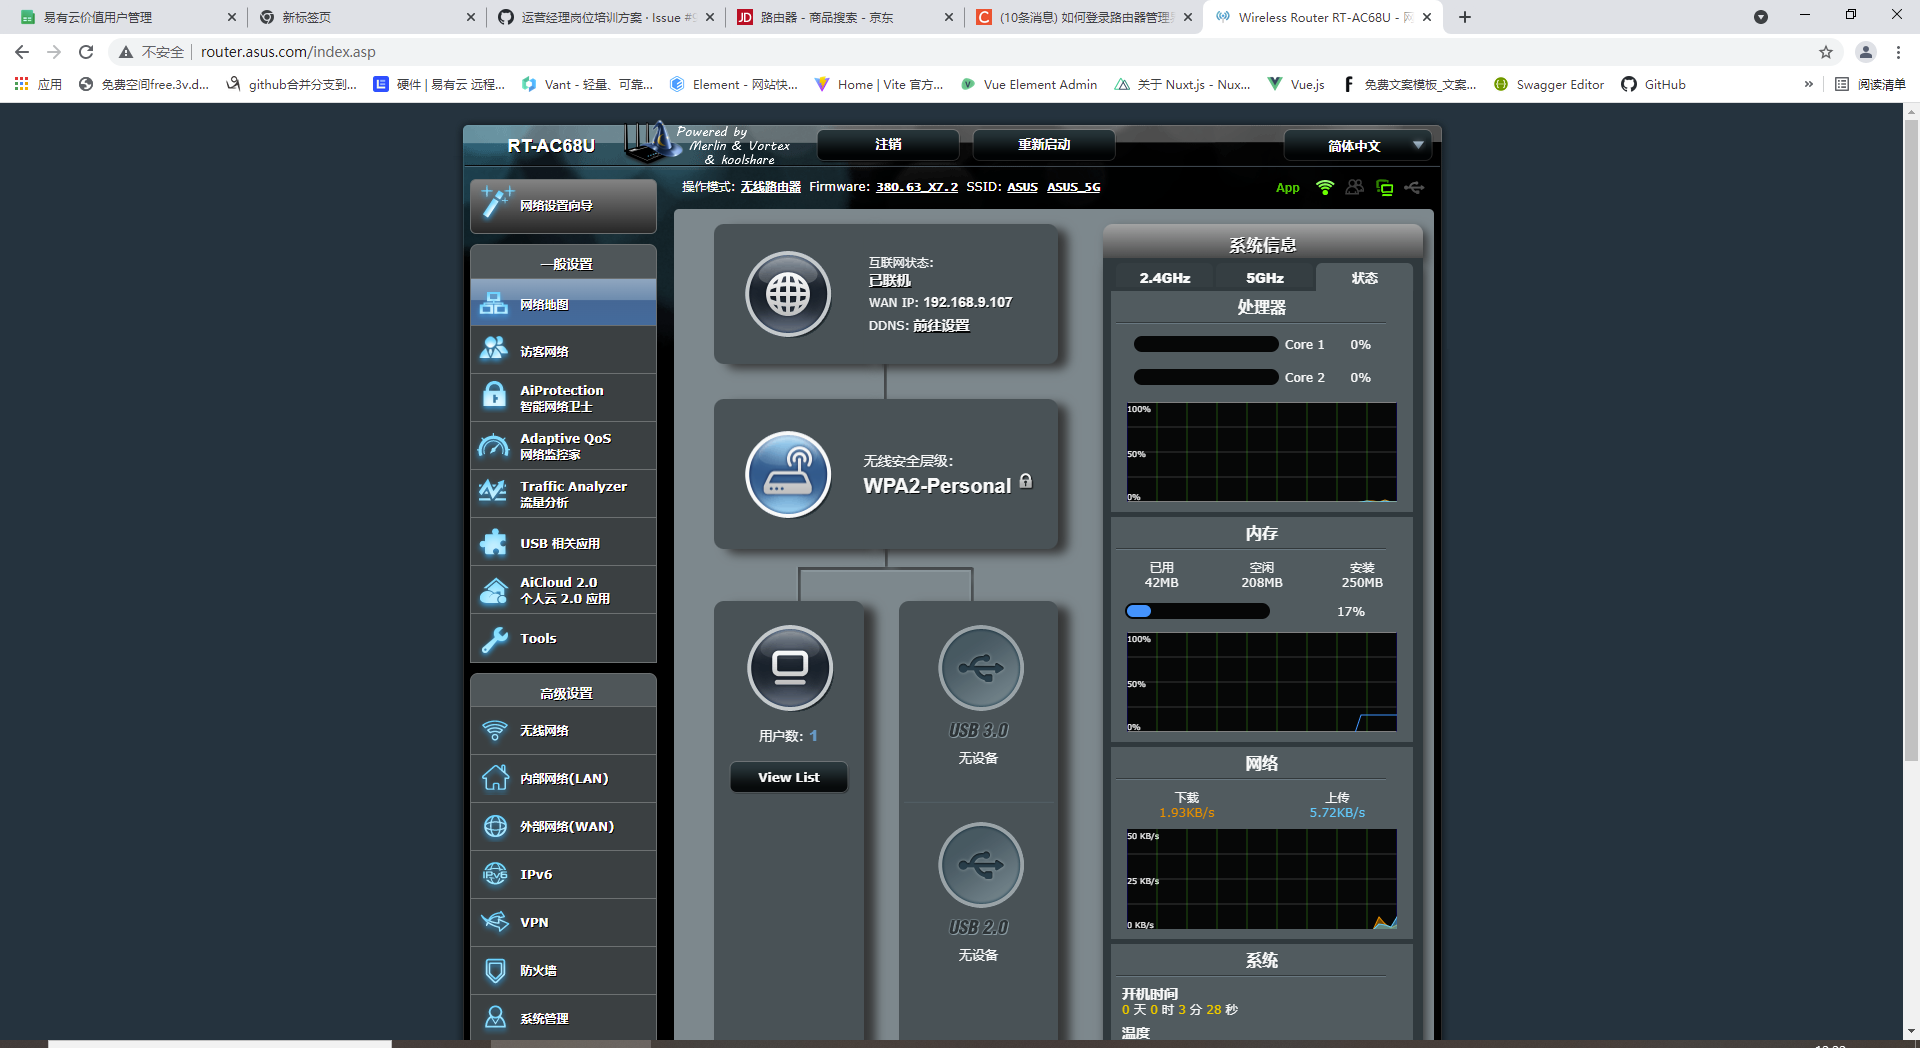 易有云价值用户管理
新标签页
运营经理岗位培训方案 · Issue #9
路由器 - 商品搜索 - 京东
(10条消息) 如何登录路由器管理
Wireless Router RT-AC68U - 网
不安全
router.asus.com/index.asp
应用
免费空间free.3v.d...
github合并分支到...
硬件 | 易有云 远程...
Vant - 轻量、可靠...
Element - 网站快...
Home | Vite 官方...
Vue Element Admin
关于 Nuxt.js - Nux...
Vue.js
免费文案模板_文案...
Swagger Editor
GitHub
»
阅读清单
RT-AC68U
Powered by
Merlin & Vortex
& koolshare
注销
重新启动
简体中文
操作模式: 无线路由器 Firmware: 380.63_X7.2 SSID: ASUS ASUS_5G
App
网络设置向导
一般设置
网络地图
访客网络
AiProtection
智能网络卫士
Adaptive QoS
网络监控家
Traffic Analyzer
流量分析
USB 相关应用
AiCloud 2.0
个人云 2.0 应用
Tools
高级设置
无线网络
内部网络(LAN)
外部网络(WAN)
IPv6
VPN
防火墙
系统管理
互联网状态:
已联机
WAN IP: 192.168.9.107
DDNS: 前往设置
无线安全层级:
WPA2-Personal
用户数: 1
View List
USB 3.0
无设备
USB 2.0
无设备
系统信息
2.4GHz
5GHz
状态
处理器
Core 1 0%
Core 2 0%
100%
50%
0%
内存
已用
空闲
安装
42MB
208MB
250MB
17%
100%
50%
0%
网络
下载
上传
1.93KB/s
5.72KB/s
50 KB/s
25 KB/s
0 KB/s
系统
开机时间
0 天 0 时 3 分 28 秒
温度